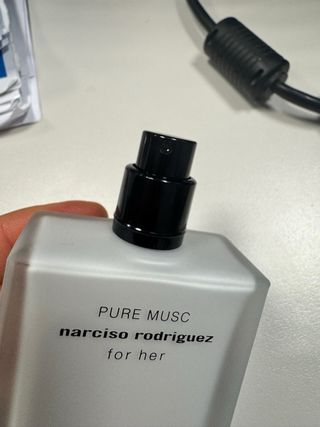 PURE MUSC
narciso rodriguez
for her